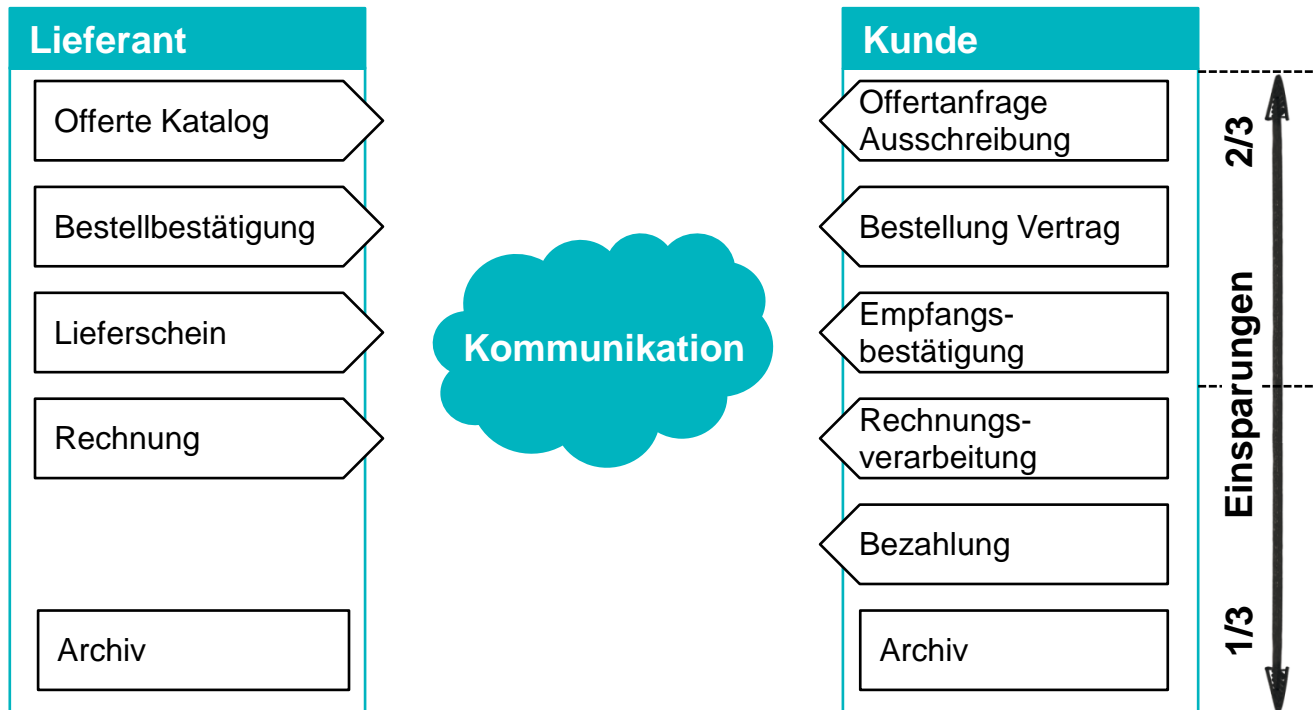 Lieferant
Offerte Katalog
Bestellbestätigung
Lieferschein
Rechnung
Archiv
Kommunikation
Kunde
Offertanfrage
Ausschreibung
Bestellung Vertrag
Empfangs-
bestätigung
Rechnungs-
verarbeitung
Bezahlung
Archiv
2/3
Einsparungen
1/3